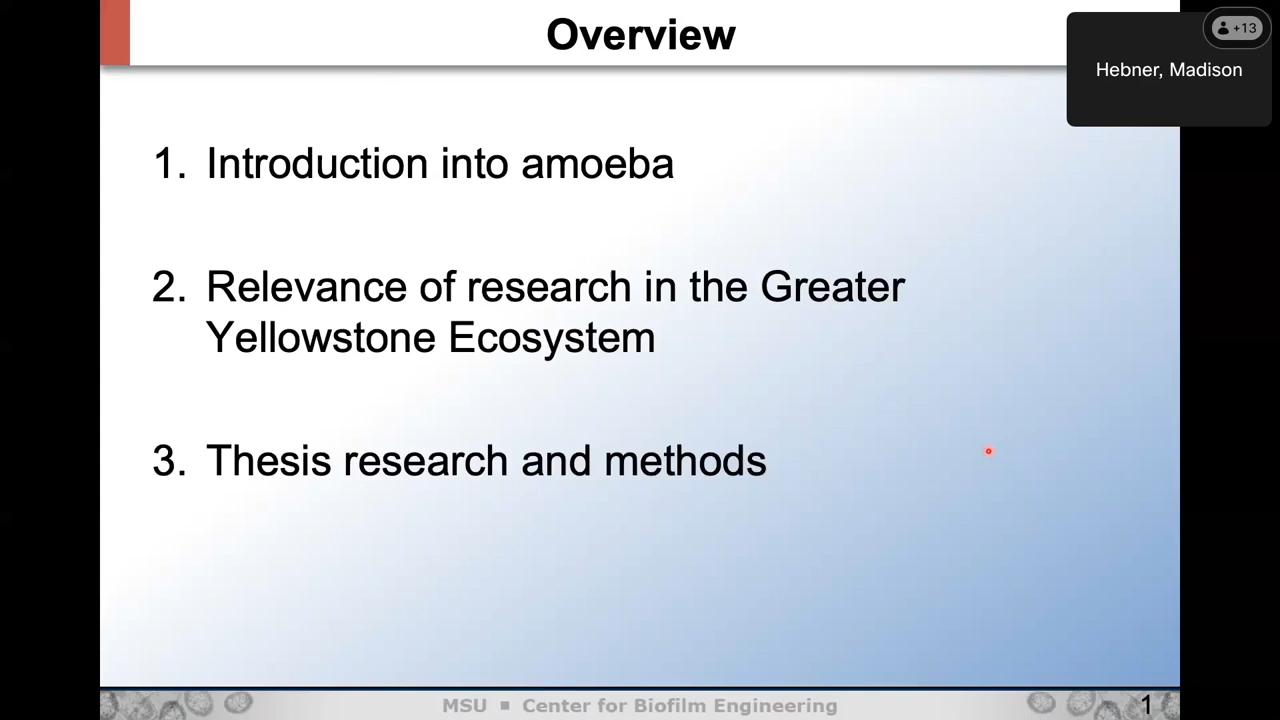 Overview
+13
Hebner, Madison
1. Introduction into amoeba
2. Relevance of research in the Greater
Yellowstone Ecosystem
3. Thesis research and methods
MSU ■ Center for Biofilm Engineering
1